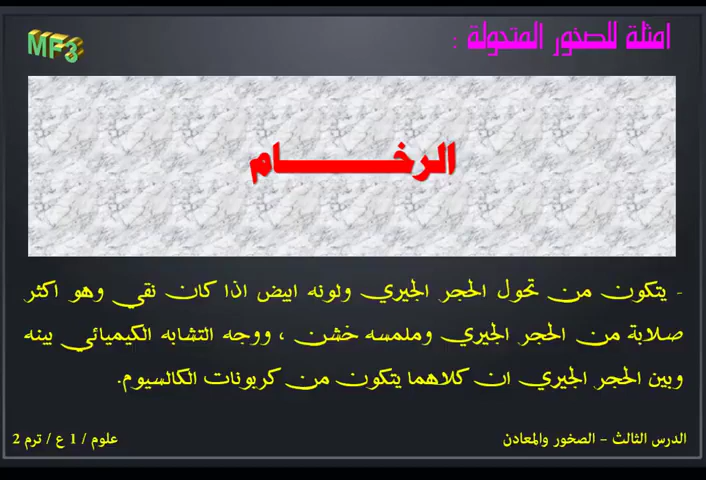 امثلة للصخور المتحولة :
MP3
الرخـــــــــام
- يتكون من تحول الحجر الجيري ولونه ابيض اذا كان نقي وهو اكثر
صلابة من الحجر الجيري وملمسه خشن ، ووجه التشابه الكيميائي بينه
وبين الحجر الجيري ان كلاهما يتكون من كربونات الكالسيوم.
الدرس الثالث - الصخور والمعادن
علوم / 1 ع / ترم 2